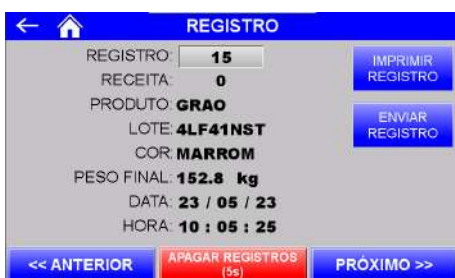 REGISTRO
REGISTRO: 15
IMPRIMIR
REGISTRO
RECEITA: 0
PRODUTO: GRAO
ENVIAR
REGISTRO
LOTE: 4LF41NST
COR: MARROM
PESO FINAL: 152.8 kg
DATA: 23 / 05 / 23
HORA: 10 : 05 : 25
<< ANTERIOR
APAGAR REGISTROS
(5s)
PRÓXIMO >>